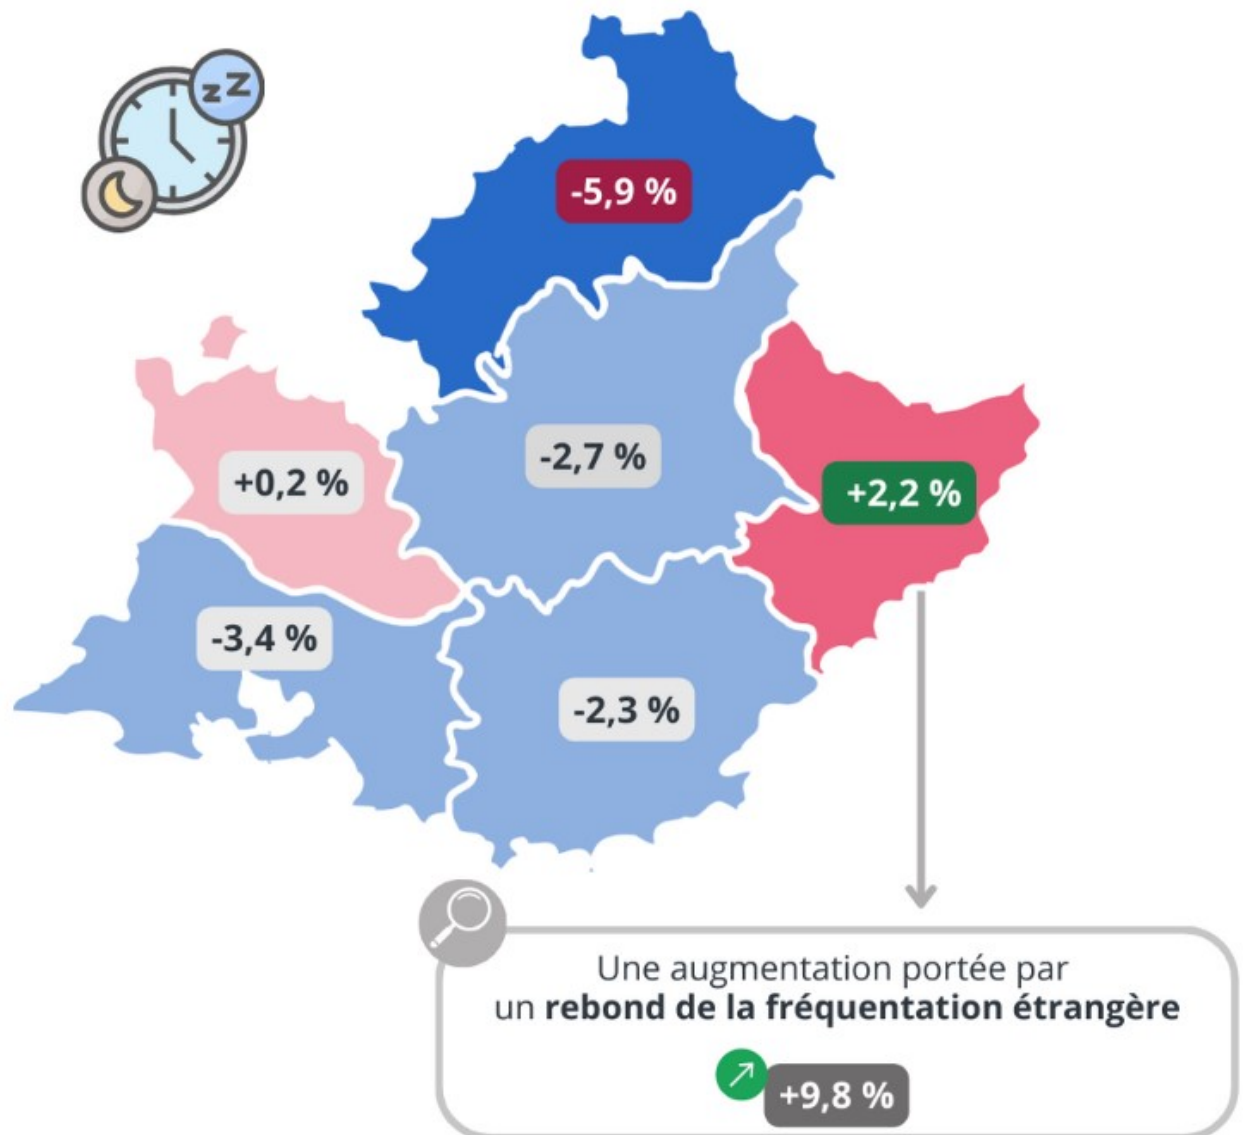 zZ
-5,9 %
-2,7 %
+0,2 %
+2,2 %
-3,4 %
-2,3 %
Une augmentation portée par
un rebond de la fréquentation étrangère
+9,8 %